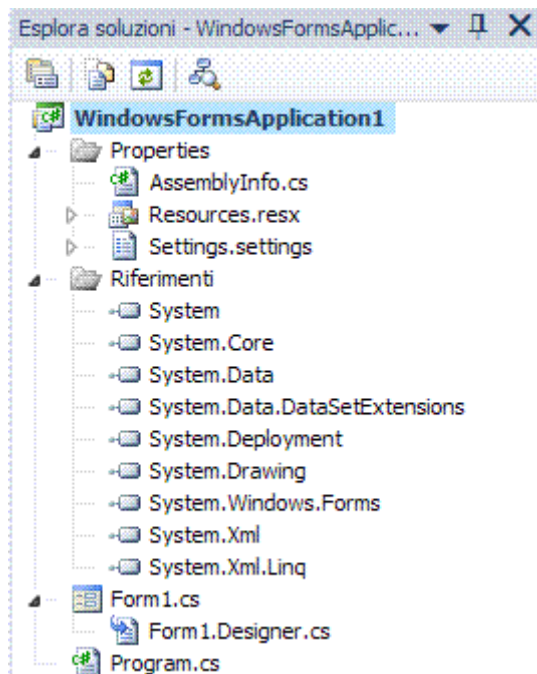 Esplora soluzioni - WindowsFormsApplic...
WindowsFormsApplication1
Properties
AssemblyInfo.cs
Resources.resx
Settings.settings
Riferimenti
System
System.Core
System.Data
System.Data.DataSetExtensions
System.Deployment
System.Drawing
System.Windows.Forms
System.Xml
System.Xml.Linq
Form1.cs
Form1.Designer.cs
Program.cs